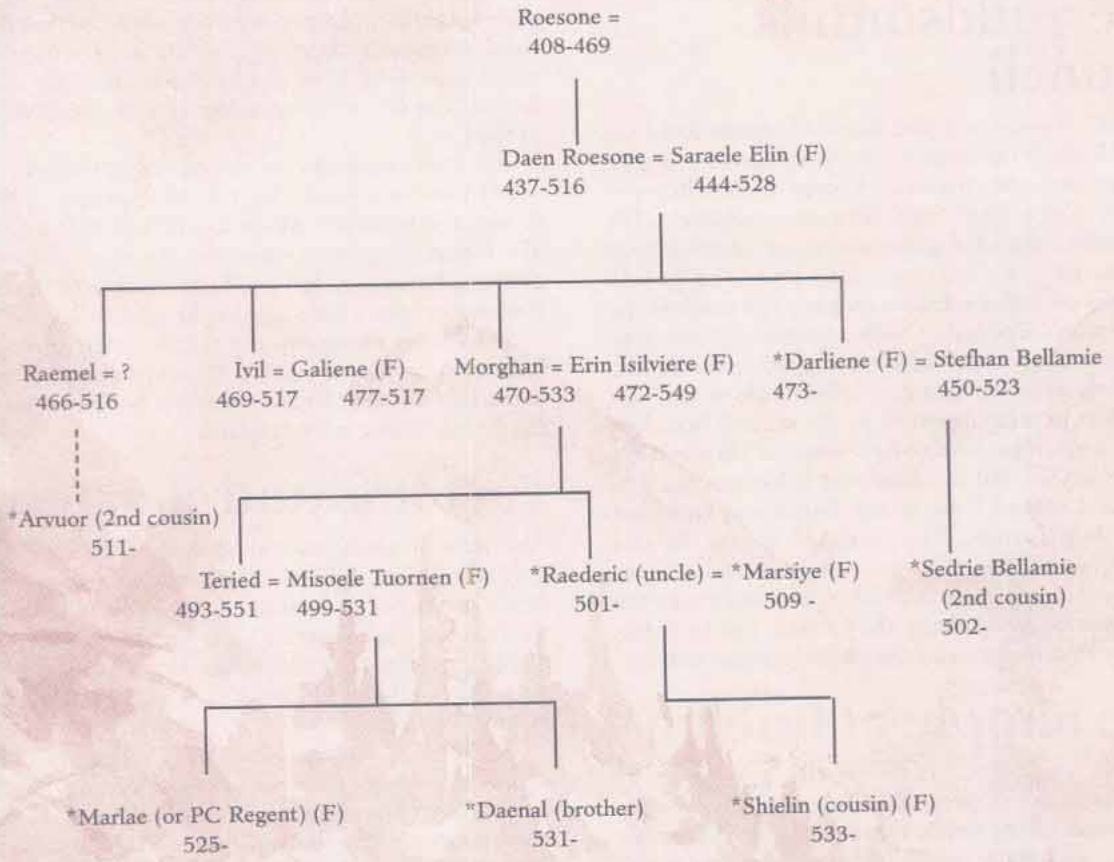 Roesone =
408-469
Daen Roesone = Saraele Elin (F)
437-516 444-528
Raemel = ?
466-516
Ivil = Galiene (F)
469-517 477-517
Morghan = Erin Isilviere (F)
470-533 472-549
*Darliene (F) = Stefhan Bellamie
473- 450-523
*Arvuor (2nd cousin)
511-
Teried = Misoele Tuornen (F)
493-551 499-531
*Raederic (uncle) = *Marsiye (F)
501- 509 -
*Sedrie Bellamie
(2nd cousin)
502-
*Marlae (or PC Regent) (F)
525-
*Daenal (brother)
531-
*Shielin (cousin) (F)
533-